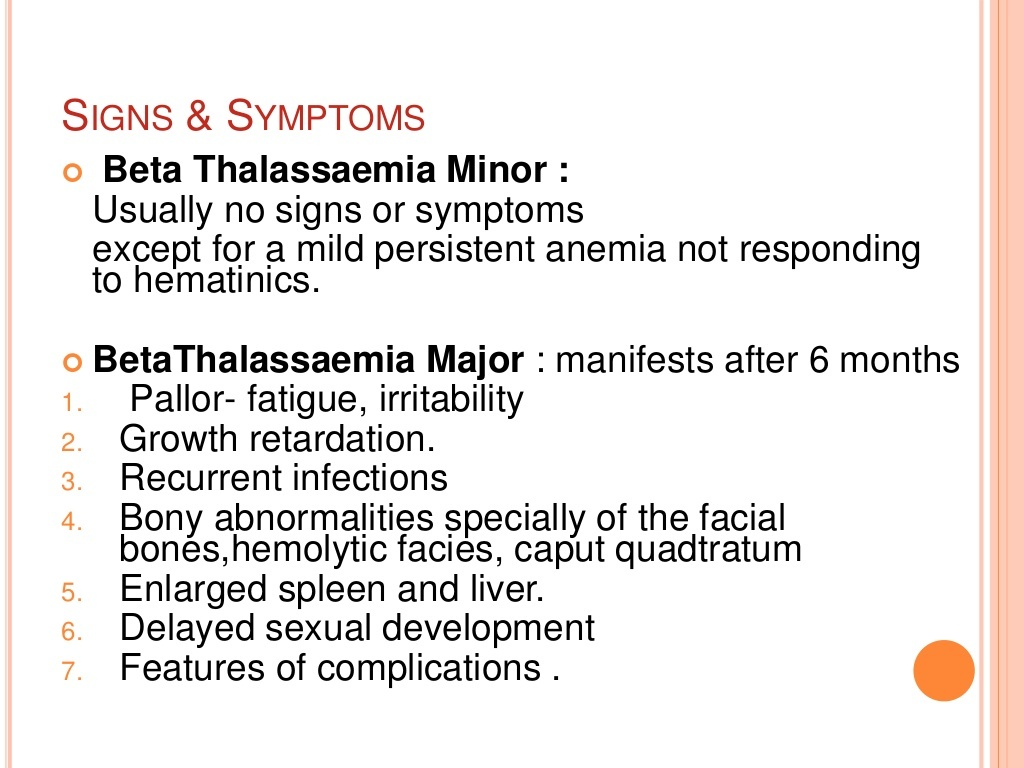 SIGNS & SYMPTOMS
Beta Thalassaemia Minor :
Usually no signs or symptoms
except for a mild persistent anemia not responding
to hematinics.
BetaThalassaemia Major : manifests after 6 months
1. Pallor- fatigue, irritability
2. Growth retardation.
3. Recurrent infections
4. Bony abnormalities specially of the facial
bones,hemolytic facies, caput quadtratum
5. Enlarged spleen and liver.
6. Delayed sexual development
7. Features of complications .